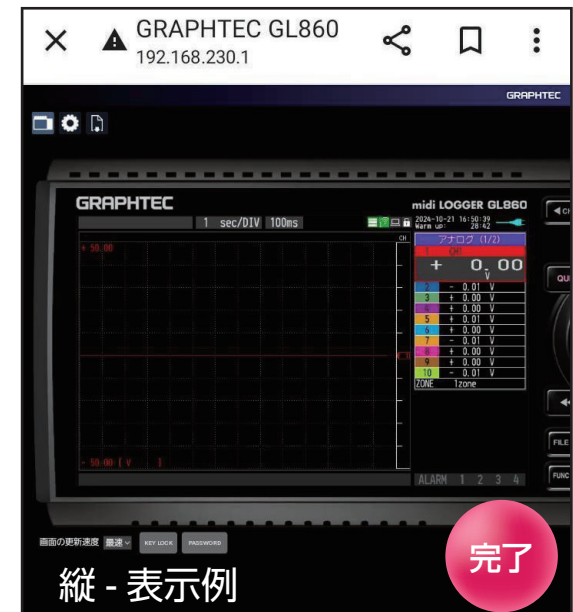 GRAPHTEC GL860
192.168.230.1
GRAPHTEC
GRAPHTEC
midi LOGGER GL860
1 sec/DIV 100ms
2024-10-21 16:50:39
Warm up: 28:42
CH
アナログ (1/2)
+ 50.00
1 CH1
+ 0.00
V
2 - 0.01 V
3 + 0.00 V
4 + 0.00 V
5 + 0.01 V
6 + 0.00 V
7 - 0.01 V
8 + 0.00 V
9 + 0.00 V
10 - 0.01 V
ZONE 1zone
- 50.00 [ V ]
ALARM 1 2 3 4
FILE
画面の更新速度 最速 KEY LOCK PASSWORD
縦 - 表示例
完了